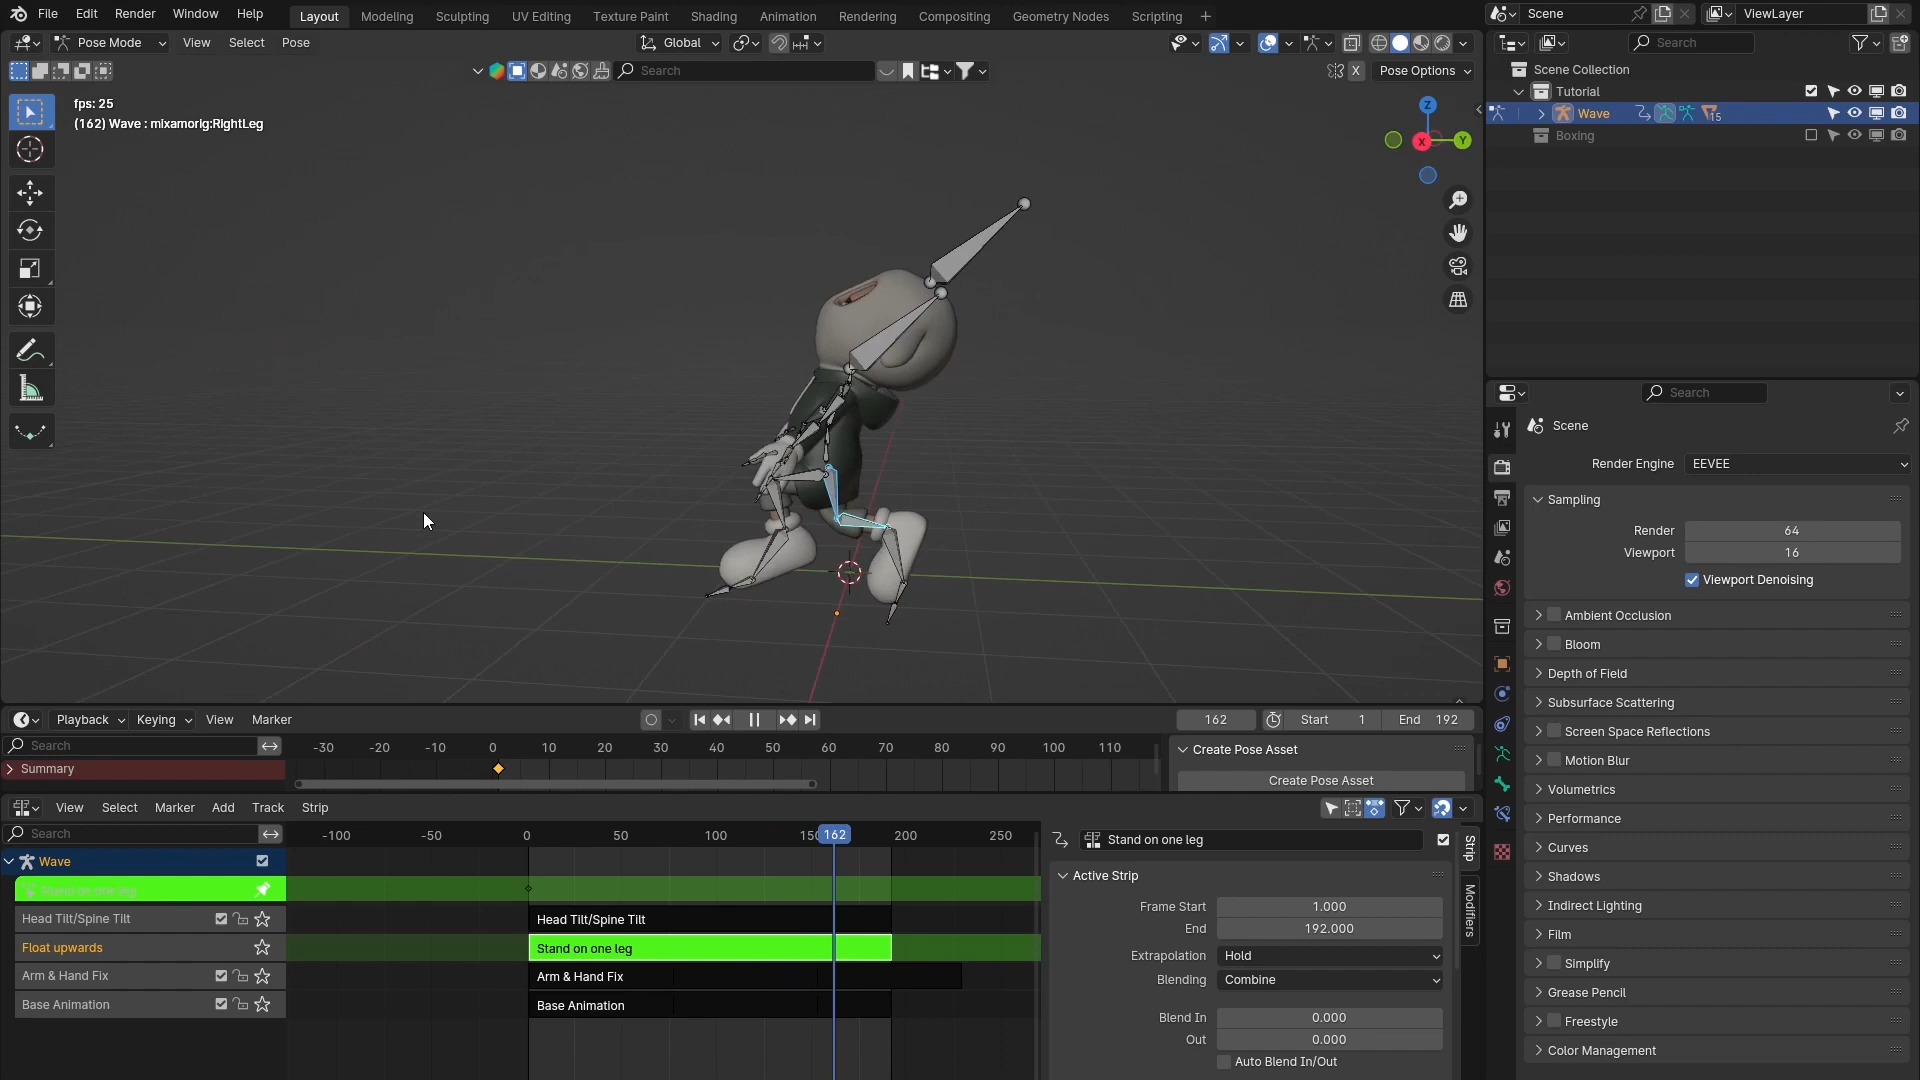 File Edit Render Window Help Layout Modeling Sculpting UV Editing Texture Paint Shading Animation Rendering Compositing Geometry Nodes Scripting + Scene ViewLayer
Pose Mode View Select Pose Global Search
Search X Pose Options
fps: 25
(162) Wave : mixamorig:RightLeg
Z
X
Y
Scene Collection
Tutorial
Wave 15
Boxing
Search
Scene
Render Engine EEVEE
Sampling
Render 64
Viewport 16
Viewport Denoising
Ambient Occlusion
Bloom
Depth of Field
Subsurface Scattering
Screen Space Reflections
Motion Blur
Volumetrics
Performance
Curves
Shadows
Indirect Lighting
Film
Simplify
Grease Pencil
Freestyle
Color Management
Playback Keying View Marker 162 Start 1 End 192
Search -30 -20 -10 0 10 20 30 40 50 60 70 80 90 100 110 Create Pose Asset
Summary Create Pose Asset
View Select Marker Add Track Strip
Search -100 -50 0 50 100 150 162 200 250 Stand on one leg
Wave
Stand on one leg
Head Tilt/Spine Tilt Head Tilt/Spine Tilt
Float upwards Stand on one leg
Arm & Hand Fix Arm & Hand Fix
Base Animation Base Animation
Active Strip
Frame Start 1.000
End 192.000
Extrapolation Hold
Blending Combine
Blend In 0.000
Out 0.000
Auto Blend In/Out
Strip
Modifiers